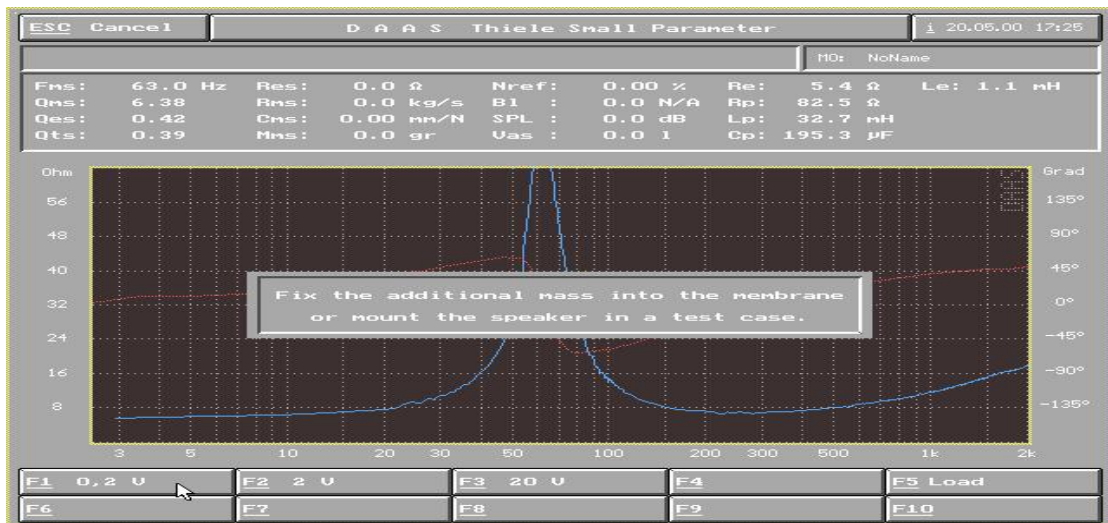 ESC Cancel D A A S Thiele Small Parameter i 20.05.00 17:25
MO: NoName
Fms: 63.0 Hz Res: 0.0 Ω Nref: 0.00 % Re: 5.4 Ω Le: 1.1 mH
Qms: 6.38 Rms: 0.0 kg/s Bl : 0.0 N/A Rp: 82.5 Ω
Qes: 0.42 Cms: 0.00 mm/N SPL : 0.0 dB Lp: 32.7 mH
Qts: 0.39 Mms: 0.0 gr Vas : 0.0 l Cp: 195.3 µF
Ohm Grad
56 135°
48 90°
40 45°
Fix the additional mass into the membrane
32 0°
or mount the speaker in a test case.
24 -45°
16 -90°
8 -135°
3 5 10 20 30 50 100 200 300 500 1k 2k
F1 0,2 V F2 2 V F3 20 V F4 F5 Load
F6 F7 F8 F9 F10